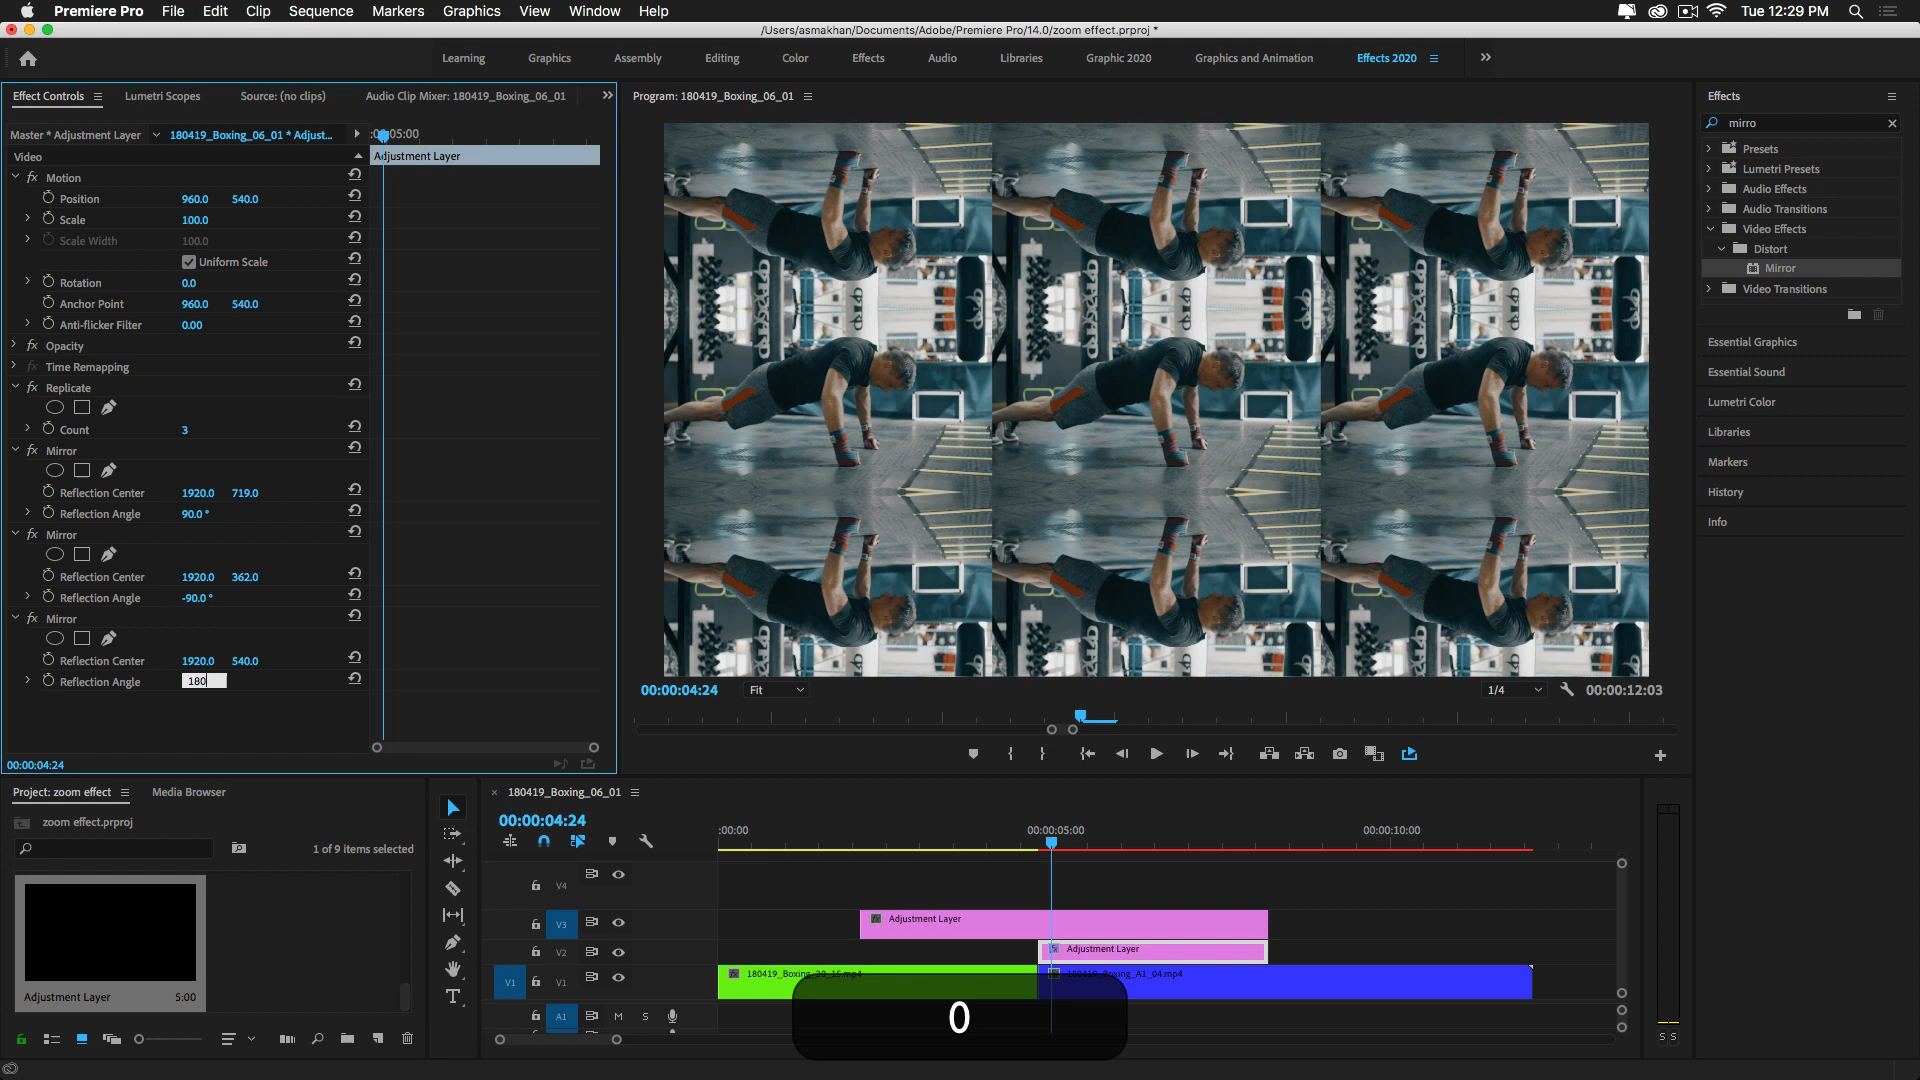 Premiere Pro File Edit Clip Sequence Markers Graphics View Window Help Tue 12:29 PM
/Users/asmakhan/Documents/Adobe/Premiere Pro/14.0/zoom effect.prproj *
Learning Graphics Assembly Editing Color Effects Audio Libraries Graphic 2020 Graphics and Animation Effects 2020
Effect Controls Lumetri Scopes Source: (no clips) Audio Clip Mixer: 180419_Boxing_06_01
Master * Adjustment Layer 180419_Boxing_06_01 * Adjust...
Video
Adjustment Layer
Motion
Position 960.0 540.0
Scale 100.0
Scale Width 100.0
Uniform Scale
Rotation 0.0
Anchor Point 960.0 540.0
Anti-flicker Filter 0.00
Opacity
Time Remapping
Replicate
Count 3
Mirror
Reflection Center 1920.0 719.0
Reflection Angle 90.0 °
Mirror
Reflection Center 1920.0 362.0
Reflection Angle -90.0 °
Mirror
Reflection Center 1920.0 540.0
Reflection Angle 180
00:00:04:24
Program: 180419_Boxing_06_01
00:00:04:24 Fit 1/4 00:00:12:03
Effects
mirro
Presets
Lumetri Presets
Audio Effects
Audio Transitions
Video Effects
Distort
Mirror
Video Transitions
Essential Graphics
Essential Sound
Lumetri Color
Libraries
Markers
History
Info
Project: zoom effect Media Browser
zoom effect.prproj
1 of 9 items selected
Adjustment Layer 5:00
180419_Boxing_06_01
00:00:04:24
:00:00 00:00:05:00 00:00:10:00
V4
V3 Adjustment Layer
V2 Adjustment Layer
V1 V1 180419_Boxing_20_15.mp4 180419_Boxing_A1_04.mp4
A1 M S
0
S S